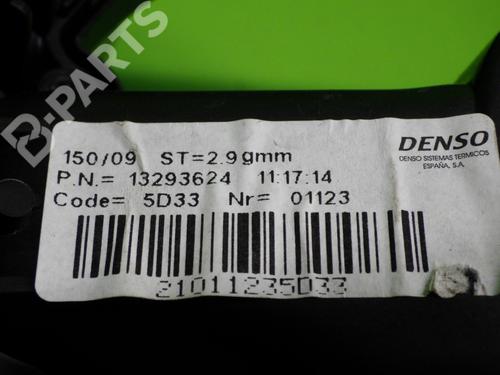 B-PARTS
150/09 ST=2.9gmm
P.N.= 13293624 11:17:14
Code= 5D33 Nr= 01123
21011235D33
DENSO
DENSO SISTEMAS TERMICOS
ESPAÑA, S.A.